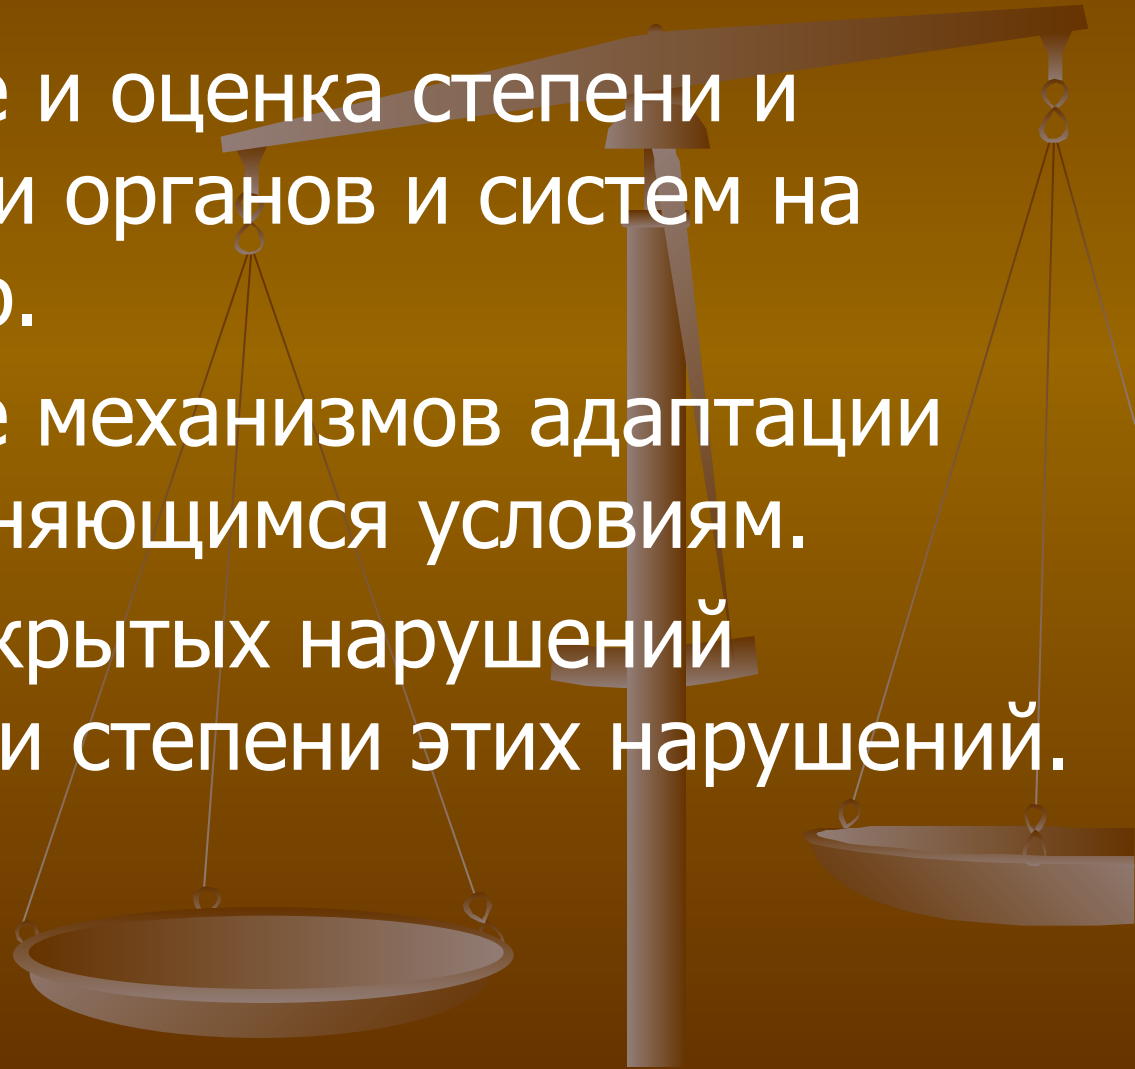 е и оценка степени и
и органов и систем на
о.
е механизмов адаптации
няющимся условиям.
крытых нарушений
и степени этих нарушений.